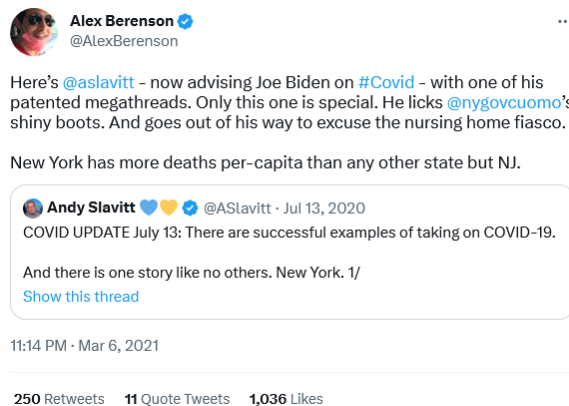 Alex Berenson
@AlexBerenson
Here's @aslavitt - now advising Joe Biden on #Covid - with one of his
patented megathreads. Only this one is special. He licks @nygovcuomo's
shiny boots. And goes out of his way to excuse the nursing home fiasco.
New York has more deaths per-capita than any other state but NJ.
Andy Slavitt 💙💛 @ASlavitt · Jul 13, 2020
COVID UPDATE July 13: There are successful examples of taking on COVID-19.
And there is one story like no others. New York. 1/
Show this thread
11:14 PM · Mar 6, 2021
250 Retweets 11 Quote Tweets 1,036 Likes